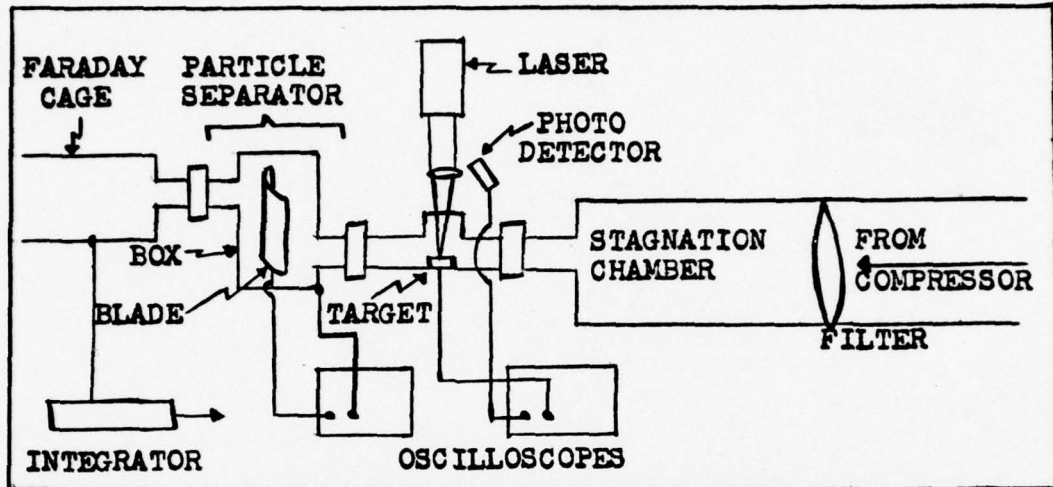 FARADAY
CAGE
PARTICLE
SEPARATOR
LASER
PHOTO
DETECTOR
BOX
BLADE
TARGET
STAGNATION
CHAMBER
FROM
COMPRESSOR
FILTER
INTEGRATOR
OSCILLOSCOPES